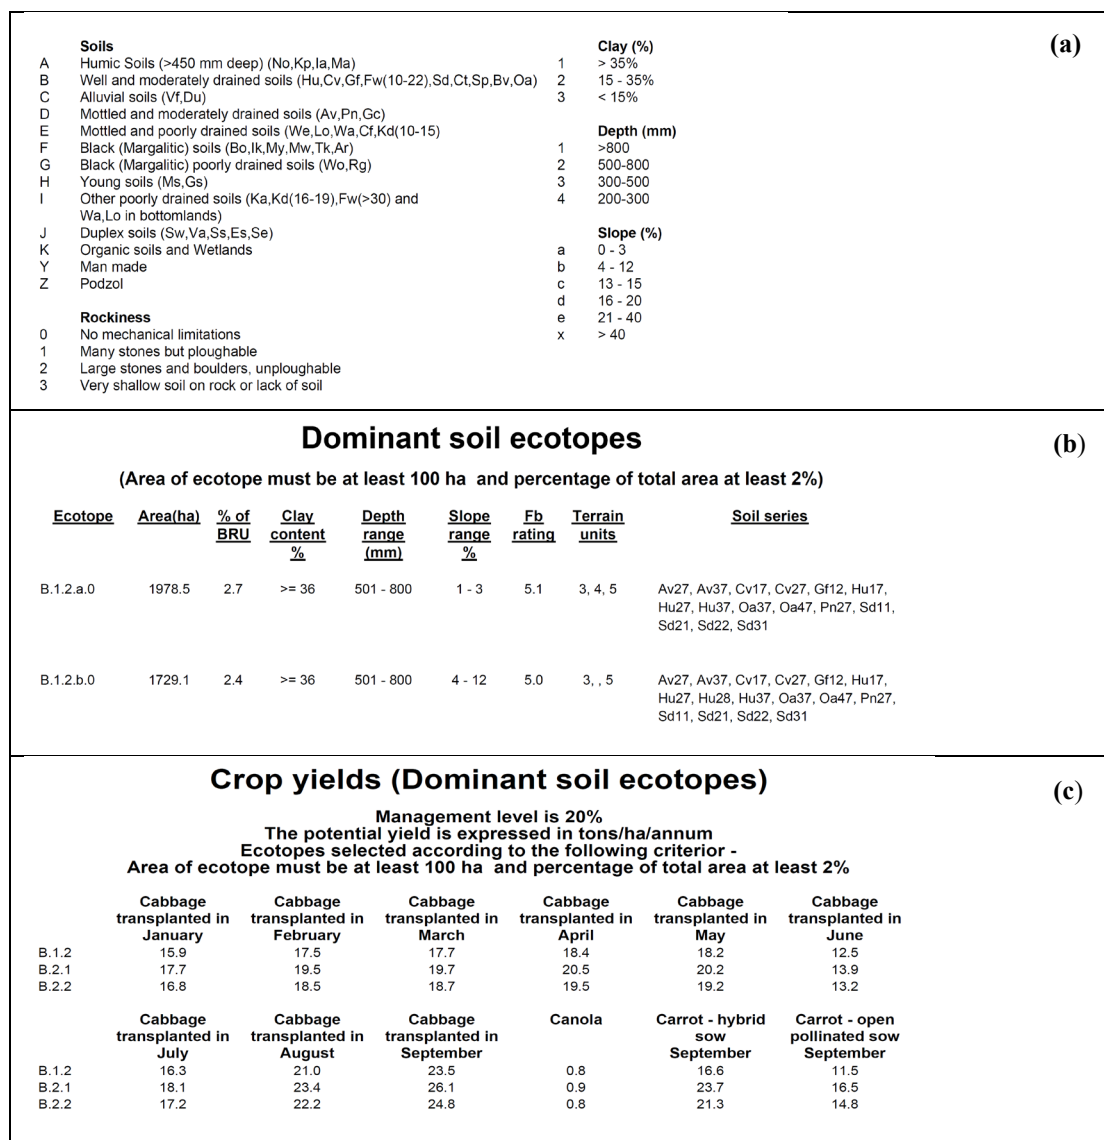 (a)
Soils
A Humic Soils (>450 mm deep) (No,Kp,Ia,Ma)
B Well and moderately drained soils (Hu,Cv,Gf,Fw(10-22),Sd,Ct,Sp,Bv,Oa)
C Alluvial soils (Vf,Du)
D Mottled and moderately drained soils (Av,Pn,Gc)
E Mottled and poorly drained soils (We,Lo,Wa,Cf,Kd(10-15)
F Black (Margalitic) soils (Bo,Ik,My,Mw,Tk,Ar)
G Black (Margalitic) poorly drained soils (Wo,Rg)
H Young soils (Ms,Gs)
I Other poorly drained soils (Ka,Kd(16-19),Fw(>30) and
Wa,Lo in bottomlands)
J Duplex soils (Sw,Va,Ss,Es,Se)
K Organic soils and Wetlands
Y Man made
Z Podzol
Rockiness
0 No mechanical limitations
1 Many stones but ploughable
2 Large stones and boulders, unploughable
3 Very shallow soil on rock or lack of soil
Clay (%)
1 > 35%
2 15 - 35%
3 < 15%
Depth (mm)
1 >800
2 500-800
3 300-500
4 200-300
Slope (%)
a 0 - 3
b 4 - 12
c 13 - 15
d 16 - 20
e 21 - 40
x > 40
(b)
Dominant soil ecotopes
(Area of ecotope must be at least 100 ha and percentage of total area at least 2%)
Ecotope Area(ha) % of Clay Depth Slope Fb Terrain Soil series
BRU content range range rating units
% (mm) %
B.1.2.a.0 1978.5 2.7 >= 36 501 - 800 1 - 3 5.1 3, 4, 5 Av27, Av37, Cv17, Cv27, Gf12, Hu17,
Hu27, Hu37, Oa37, Oa47, Pn27, Sd11,
Sd21, Sd22, Sd31
B.1.2.b.0 1729.1 2.4 >= 36 501 - 800 4 - 12 5.0 3, , 5 Av27, Av37, Cv17, Cv27, Gf12, Hu17,
Hu27, Hu28, Hu37, Oa37, Oa47, Pn27,
Sd11, Sd21, Sd22, Sd31
(c)
Crop yields (Dominant soil ecotopes)
Management level is 20%
The potential yield is expressed in tons/ha/annum
Ecotopes selected according to the following criterion -
Area of ecotope must be at least 100 ha and percentage of total area at least 2%
Cabbage Cabbage Cabbage Cabbage Cabbage Cabbage
transplanted in transplanted in transplanted in transplanted in transplanted in transplanted in
January February March April May June
B.1.2 15.9 17.5 17.7 18.4 18.2 12.5
B.2.1 17.7 19.5 19.7 20.5 20.2 13.9
B.2.2 16.8 18.5 18.7 19.5 19.2 13.2
Cabbage Cabbage Cabbage Canola Carrot - hybrid Carrot - open
transplanted in transplanted in transplanted in sow pollinated sow
July August September September September
B.1.2 16.3 21.0 23.5 0.8 16.6 11.5
B.2.1 18.1 23.4 26.1 0.9 23.7 16.5
B.2.2 17.2 22.2 24.8 0.8 21.3 14.8